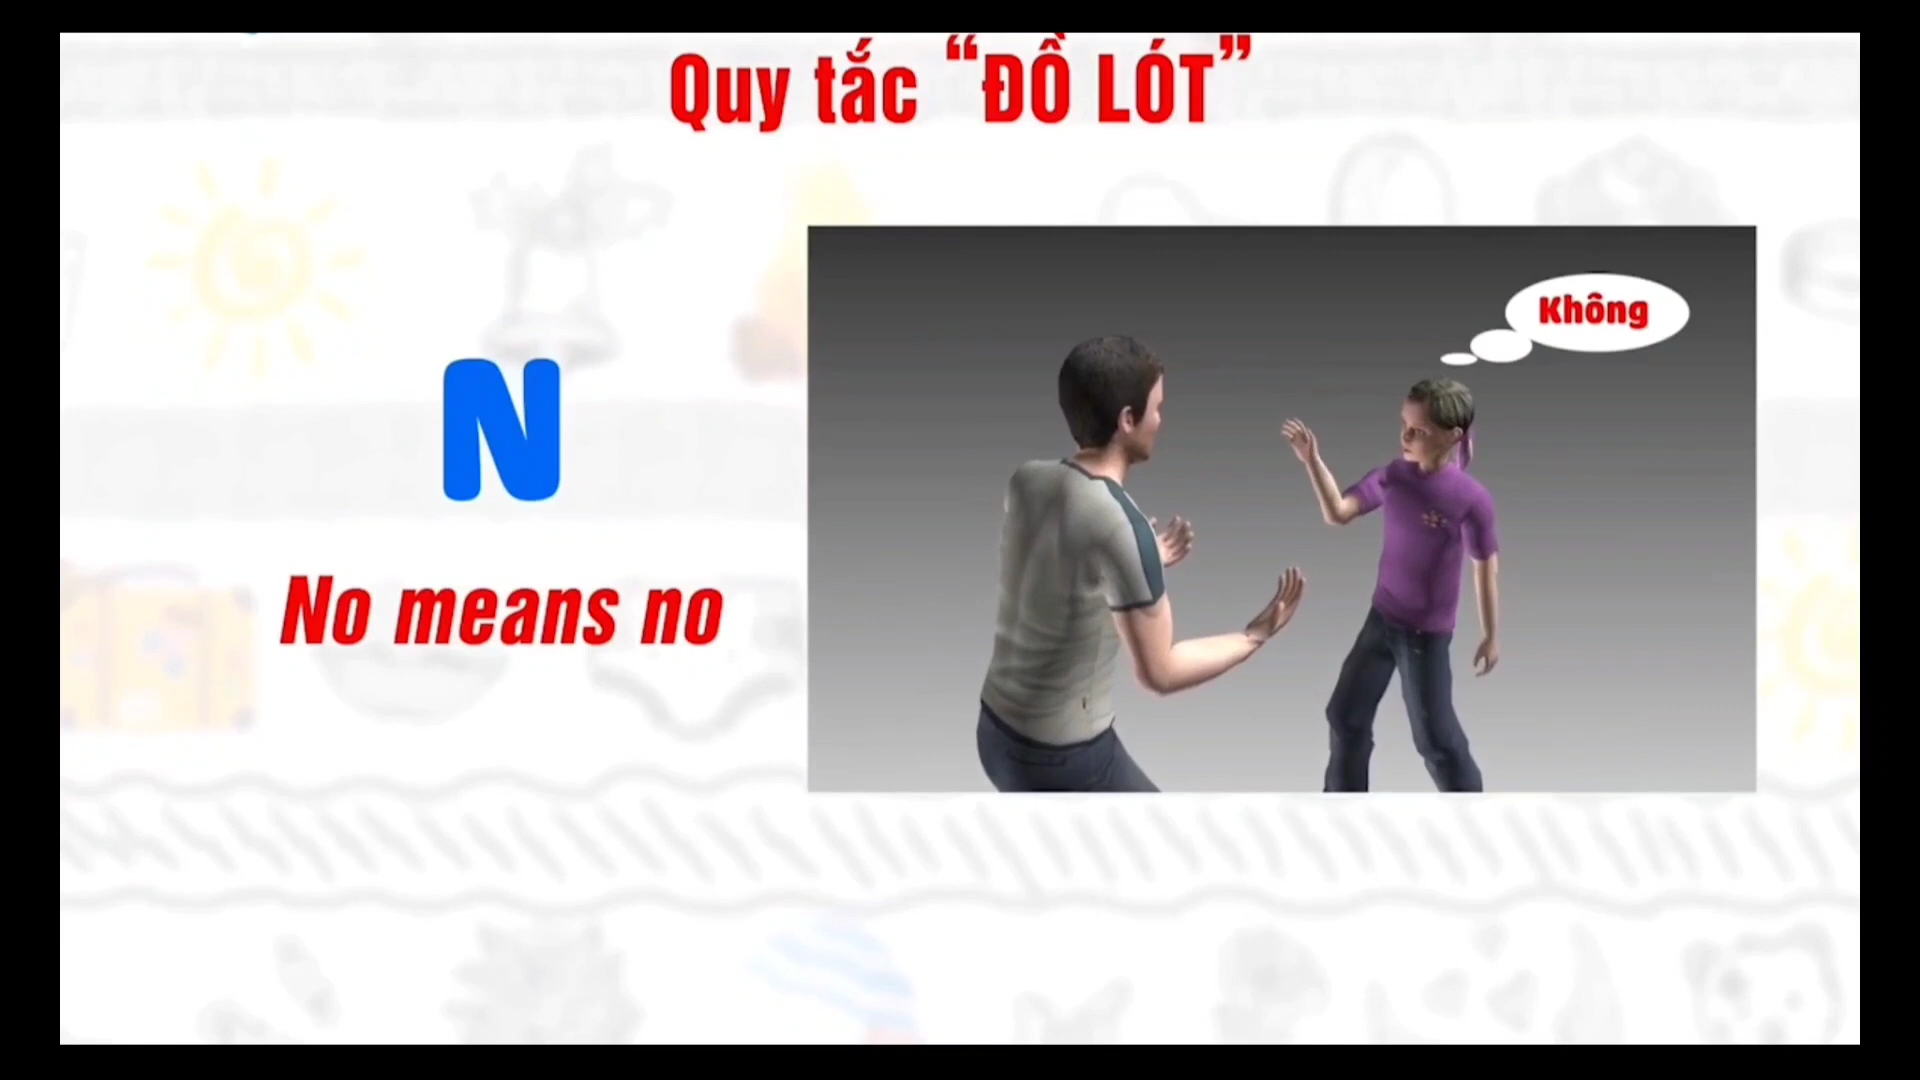 Quy tắc “ĐỒ LÓT”
Không
N
No means no